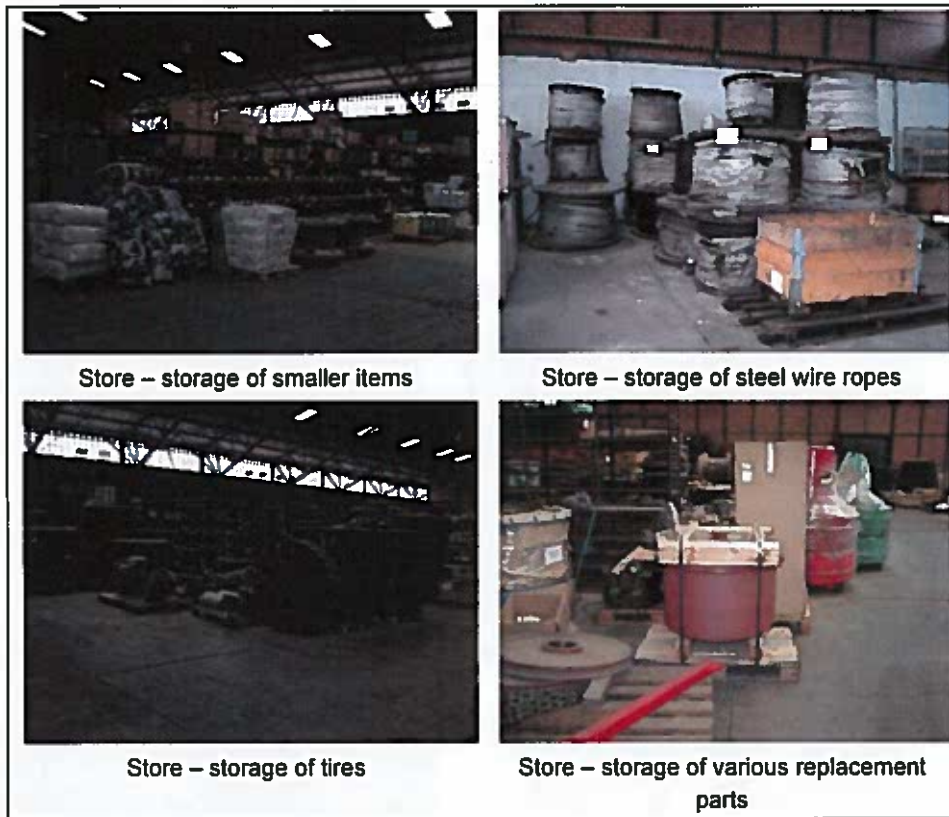 Store – storage of smaller items
Store – storage of steel wire ropes
Store – storage of tires
Store – storage of various replacement
parts